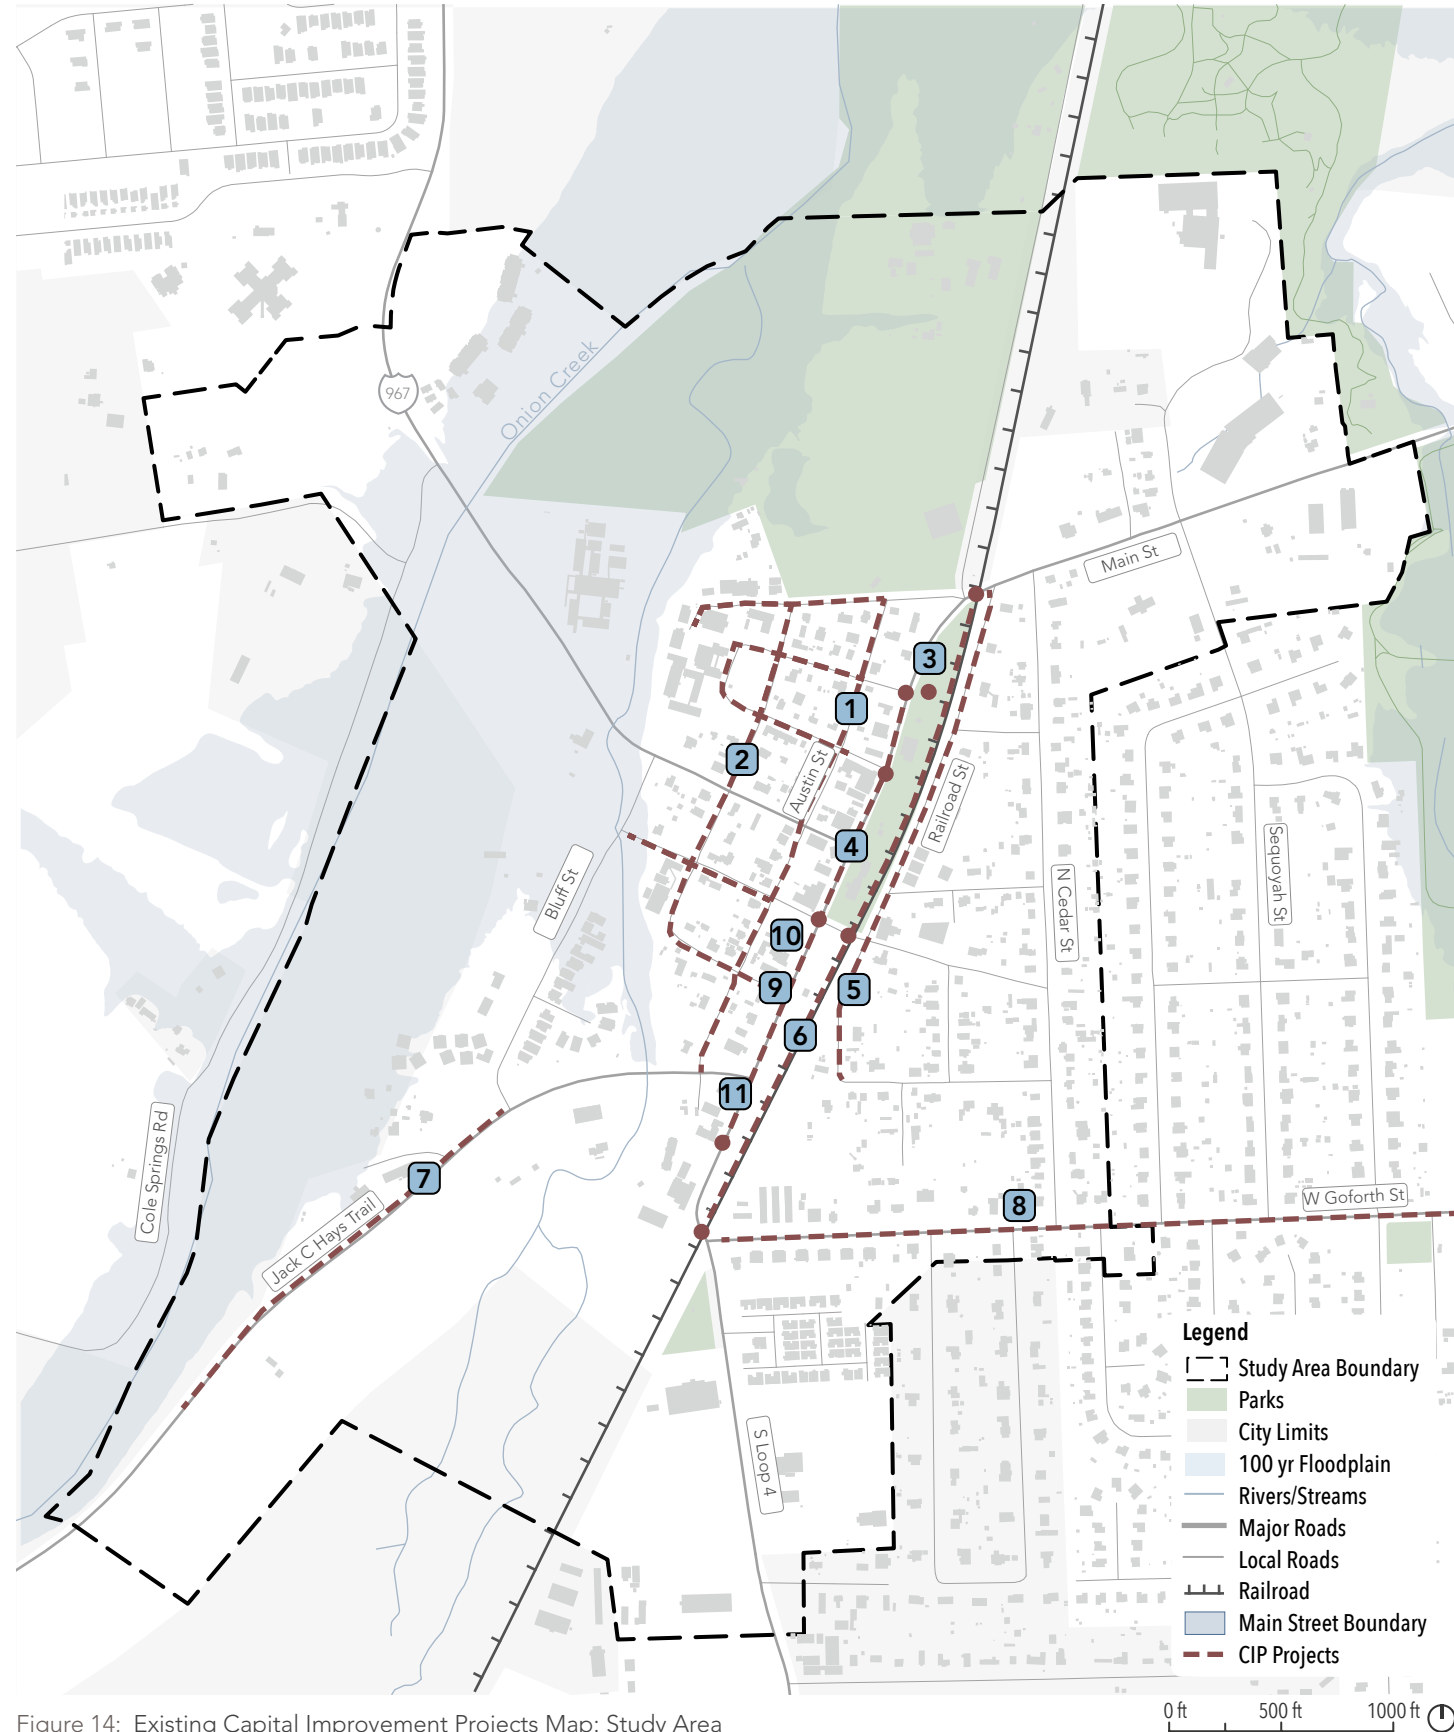 967
Onion Creek
Main St
3
1
2
Austin St
Railroad St
4
Sequoyah St
N Cedar St
Bluff St
10
9
5
6
11
7
8
W Goforth St
Cole Springs Rd
Jack C Hays Trail
S Loop 4
Legend
Study Area Boundary
Parks
City Limits
100 yr Floodplain
Rivers/Streams
Major Roads
Local Roads
Railroad
Main Street Boundary
CIP Projects
0 ft 500 ft 1000 ft
Figure 14: Existing Capital Improvement Projects Map: Study Area